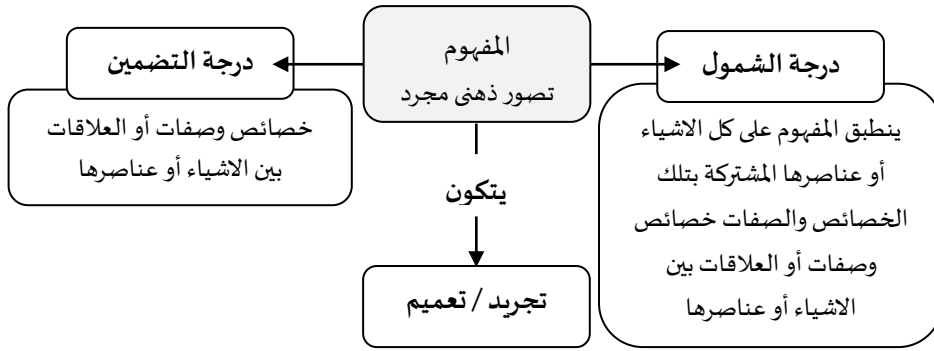 المفهوم
تصور ذهنى مجرد
درجة الشمول
ينطبق المفهوم على كل الاشياء
أو عناصرها المشتركة بتلك
الخصائص والصفات خصائص
وصفات أو العلاقات بين
الاشياء أو عناصرها
درجة التضمين
خصائص وصفات أو العلاقات
بين الاشياء أو عناصرها
يتكون
تجريد / تعميم